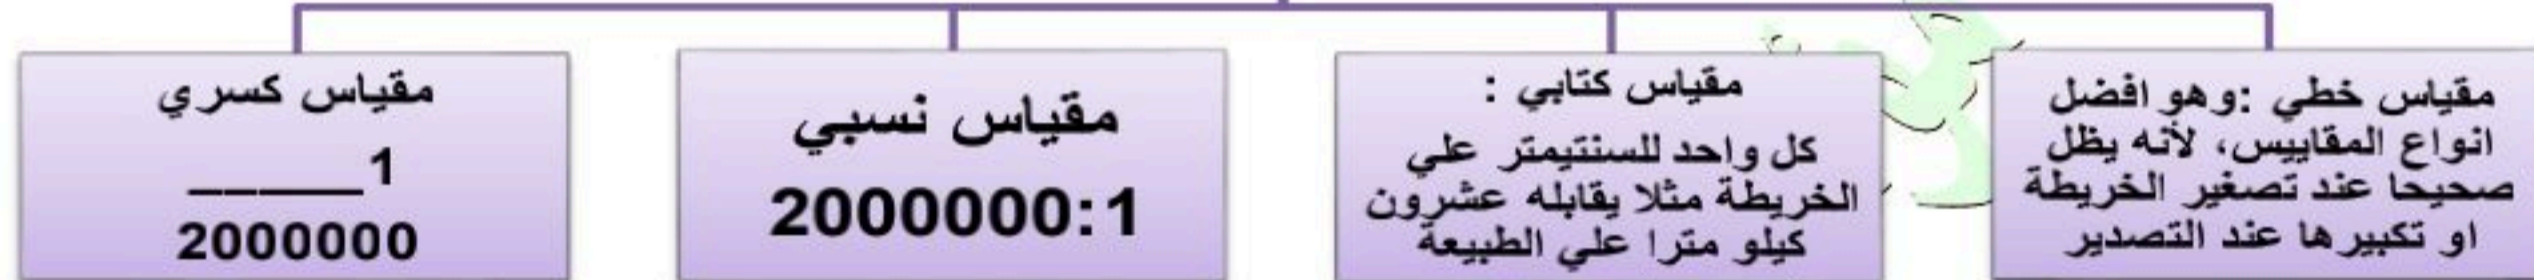 مقياس خطي :وهو افضل
انواع المقاييس، لأنه يظل
صحيحا عند تصغير الخريطة
او تكبيرها عند التصدير
مقياس كتابي :
كل واحد للسنتيمتر علي
الخريطة مثلا يقابله عشرون
كيلو مترا علي الطبيعة
مقياس نسبي
2000000:1
مقياس كسري
1_____
2000000